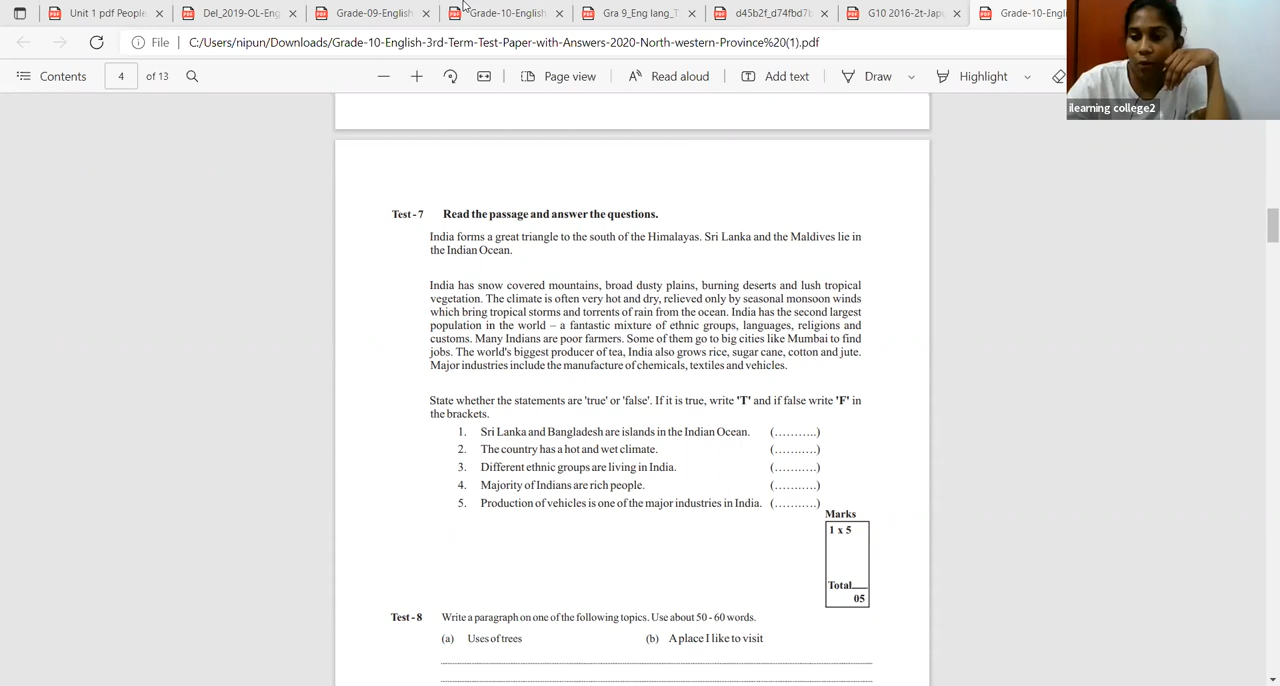 Unit 1 pdf People
Del_2019-OL-Eng
Grade-09-English
Grade-10-English
Gra 9_Eng lang_T
d45b2f_d74fbd7b
G10 2016-2t-Japu
Grade-10-Engli
File C:/Users/nipun/Downloads/Grade-10-English-3rd-Term-Test-Paper-with-Answers-2020-North-western-Province%20(1).pdf
Contents 4 of 13 Page view Read aloud Add text Draw Highlight
ilearning college2
Test - 7 Read the passage and answer the questions.
India forms a great triangle to the south of the Himalayas. Sri Lanka and the Maldives lie in
the Indian Ocean.
India has snow covered mountains, broad dusty plains, burning deserts and lush tropical
vegetation. The climate is often very hot and dry, relieved only by seasonal monsoon winds
which bring tropical storms and torrents of rain from the ocean. India has the second largest
population in the world – a fantastic mixture of ethnic groups, languages, religions and
customs. Many Indians are poor farmers. Some of them go to big cities like Mumbai to find
jobs. The world's biggest producer of tea, India also grows rice, sugar cane, cotton and jute.
Major industries include the manufacture of chemicals, textiles and vehicles.
State whether the statements are 'true' or 'false'. If it is true, write 'T' and if false write 'F' in
the brackets.
1. Sri Lanka and Bangladesh are islands in the Indian Ocean. (………..)
2. The country has a hot and wet climate. (………..)
3. Different ethnic groups are living in India. (………..)
4. Majority of Indians are rich people. (………..)
5. Production of vehicles is one of the major industries in India. (………..)
Marks
1 x 5
Total
05
Test - 8 Write a paragraph on one of the following topics. Use about 50 - 60 words.
(a) Uses of trees (b) A place I like to visit